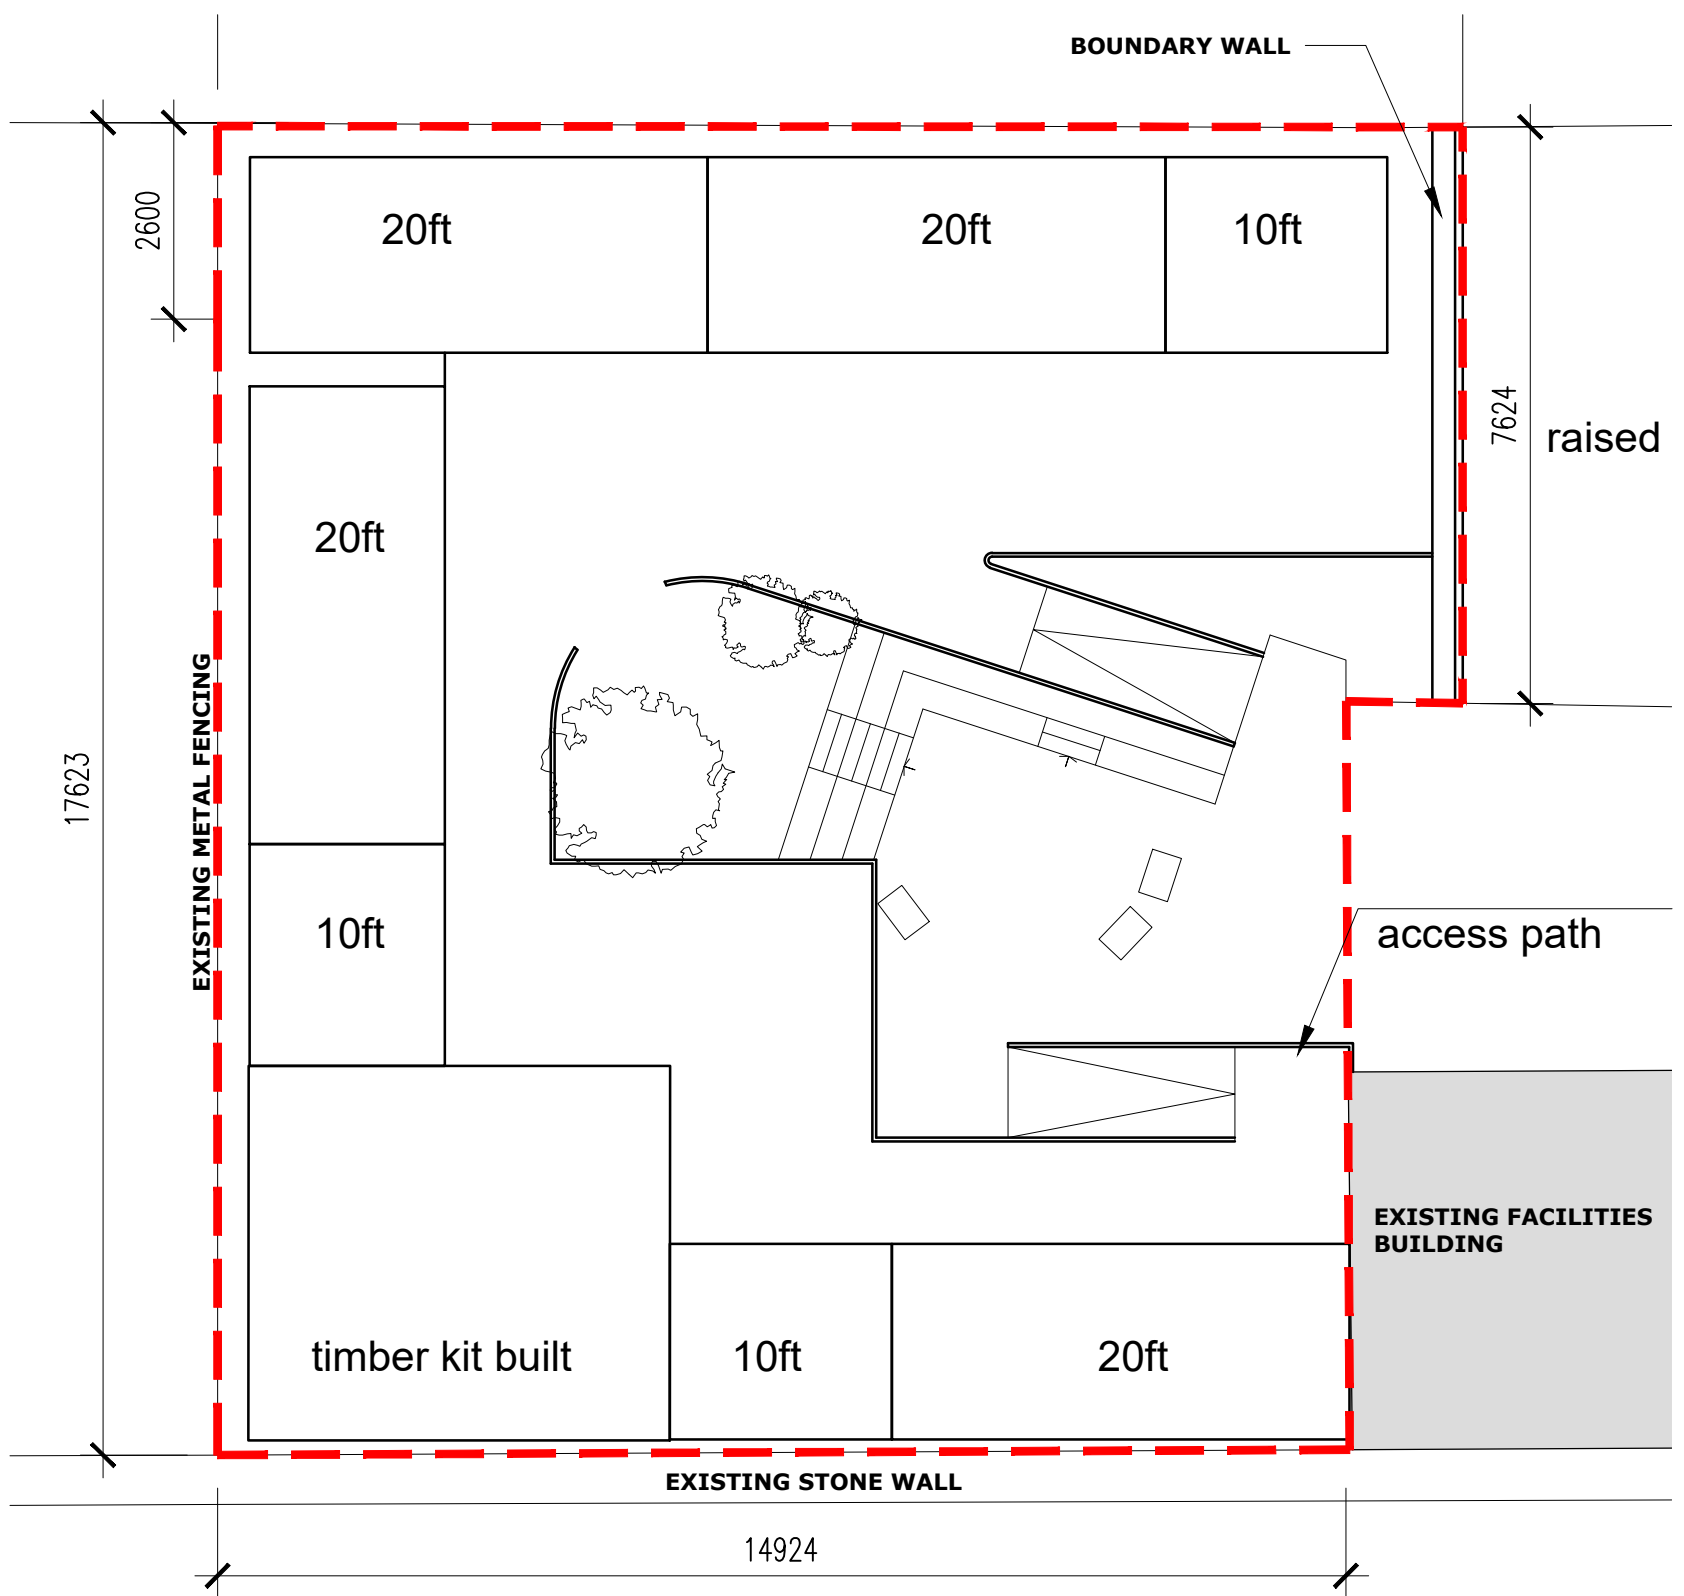 BOUNDARY WALL
2600
20ft
20ft
10ft
7624
raised
20ft
EXISTING METAL FENCING
17623
10ft
access path
EXISTING FACILITIES
BUILDING
timber kit built
10ft
20ft
EXISTING STONE WALL
14924